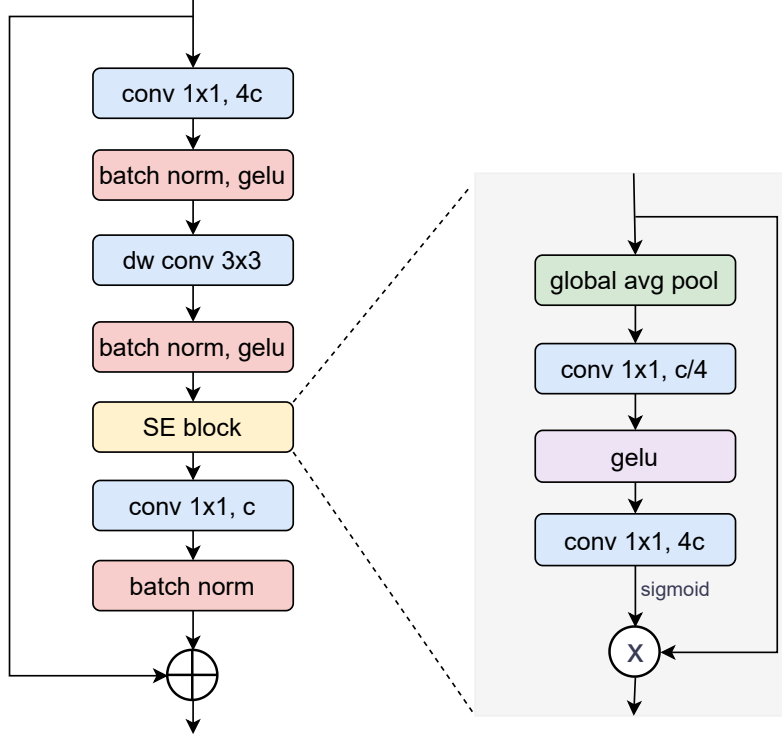 conv 1x1, 4c
batch norm, gelu
dw conv 3x3
batch norm, gelu
SE block
conv 1x1, c
batch norm
global avg pool
conv 1x1, c/4
gelu
conv 1x1, 4c
sigmoid
X